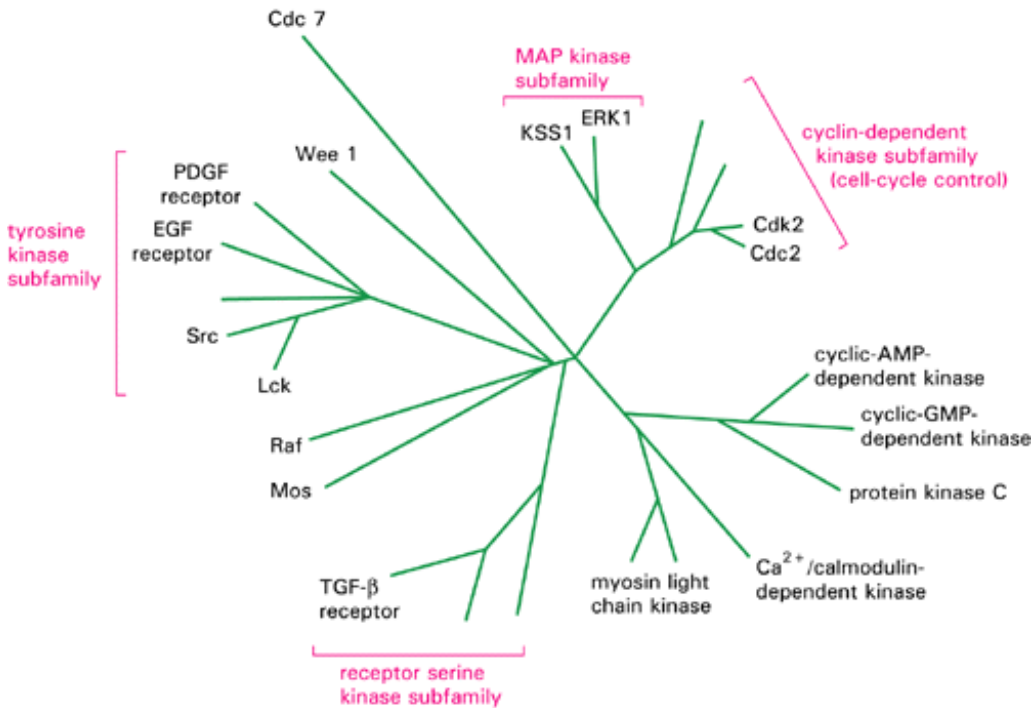 Cdc 7
MAP kinase
subfamily
ERK1
KSS1
cyclin-dependent
kinase subfamily
(cell-cycle control)
Wee 1
PDGF
receptor
tyrosine
kinase
subfamily
EGF
receptor
Cdk2
Cdc2
Src
Lck
cyclic-AMP-
dependent kinase
cyclic-GMP-
dependent kinase
Raf
Mos
protein kinase C
TGF-β
receptor
myosin light
chain kinase
Ca²⁺/calmodulin-
dependent kinase
receptor serine
kinase subfamily